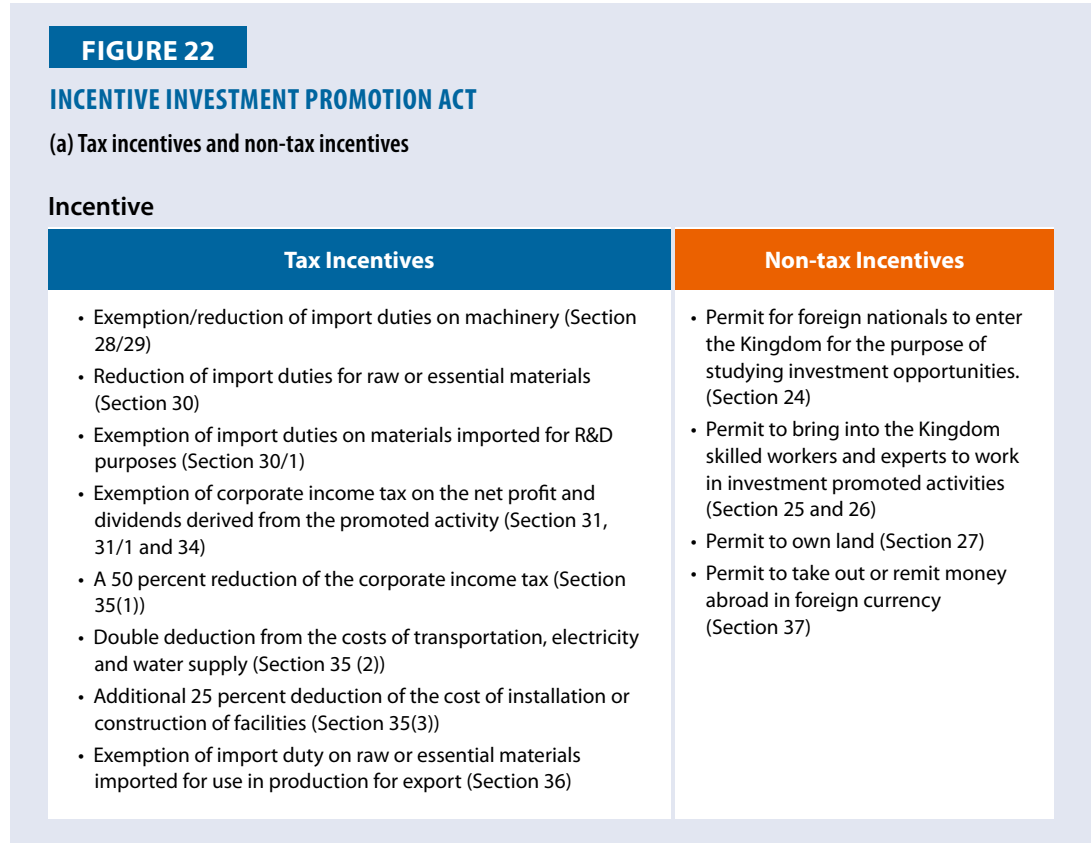 FIGURE 22
INCENTIVE INVESTMENT PROMOTION ACT
(a) Tax incentives and non-tax incentives
Incentive
Tax Incentives
• Exemption/reduction of import duties on machinery (Section
28/29)
• Reduction of import duties for raw or essential materials
(Section 30)
• Exemption of import duties on materials imported for R&D
purposes (Section 30/1)
• Exemption of corporate income tax on the net profit and
dividends derived from the promoted activity (Section 31,
31/1 and 34)
• A 50 percent reduction of the corporate income tax (Section
35(1))
• Double deduction from the costs of transportation, electricity
and water supply (Section 35 (2))
• Additional 25 percent deduction of the cost of installation or
construction of facilities (Section 35(3))
• Exemption of import duty on raw or essential materials
imported for use in production for export (Section 36)
Non-tax Incentives
• Permit for foreign nationals to enter
the Kingdom for the purpose of
studying investment opportunities.
(Section 24)
• Permit to bring into the Kingdom
skilled workers and experts to work
in investment promoted activities
(Section 25 and 26)
• Permit to own land (Section 27)
• Permit to take out or remit money
abroad in foreign currency
(Section 37)